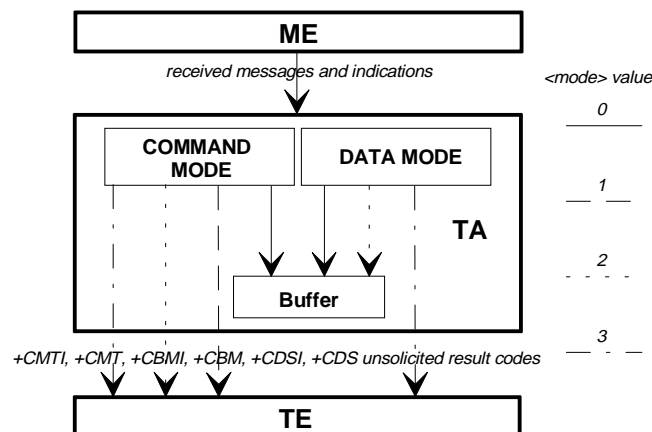 ME
received messages and indications
<mode> value
0
COMMAND
MODE
DATA MODE
1
TA
2
Buffer
3
+CMTI, +CMT, +CBMI, +CBM, +CDSI, +CDS unsolicited result codes
TE